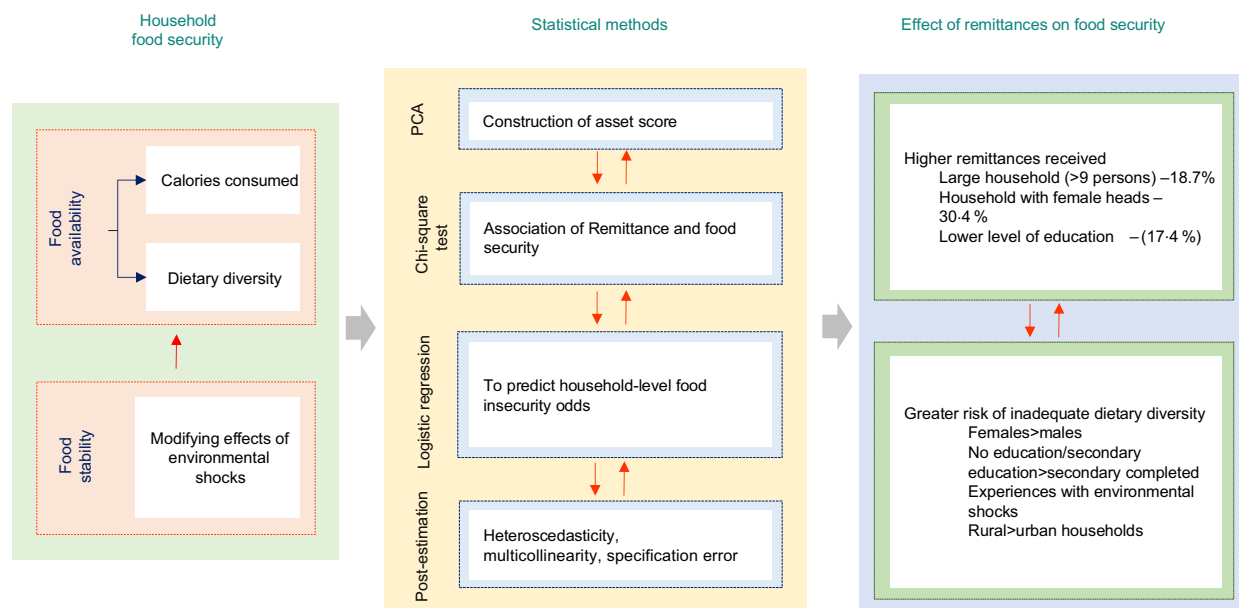 Household
food security
Food
availability
Calories consumed
Dietary diversity
Food
stability
Modifying effects of
environmental
shocks
Statistical methods
PCA
Construction of asset score
Chi-square
test
Association of Remittance and food
security
Logistic regression
To predict household-level food
insecurity odds
Post-estimation
Heteroscedasticity,
multicollinearity, specification error
Effect of remittances on food security
Higher remittances received
Large household (>9 persons) –18.7%
Household with female heads –
30·4 %
Lower level of education – (17·4 %)
Greater risk of inadequate dietary diversity
Females>males
No education/secondary
education>secondary completed
Experiences with environmental
shocks
Rural>urban households